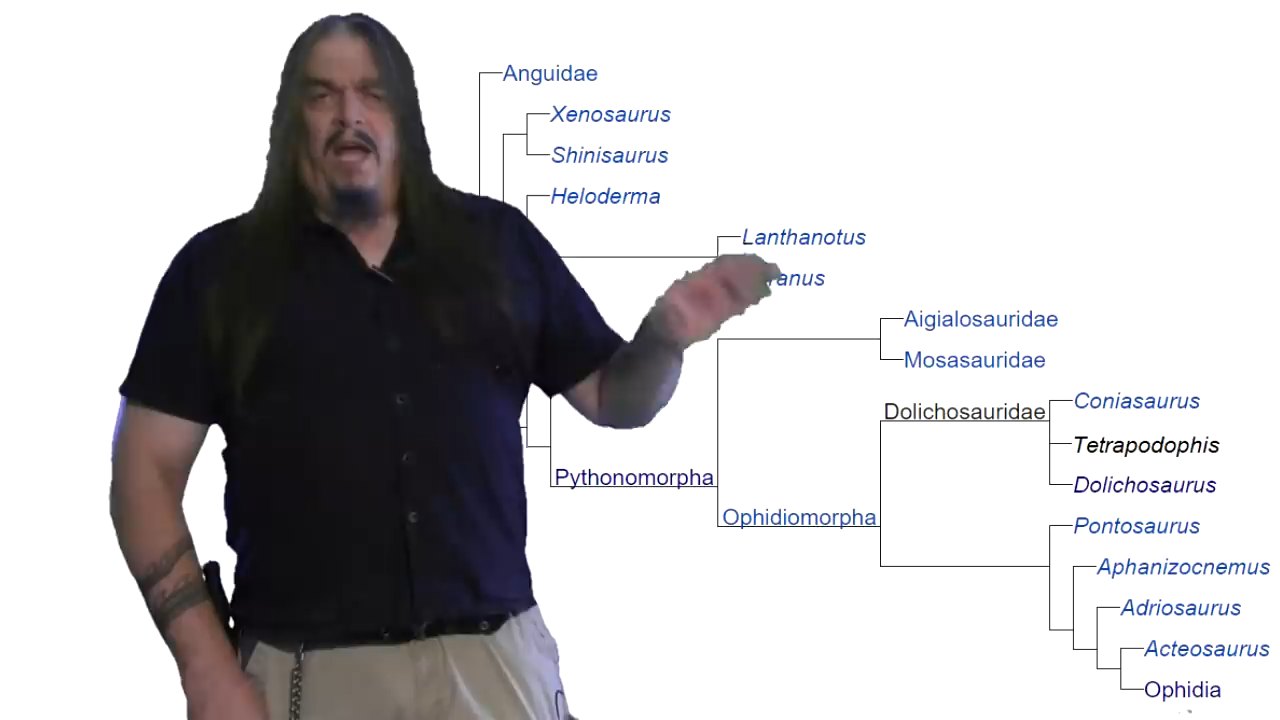 Anguidae
Xenosaurus
Shinisaurus
Heloderma
Lanthanotus
Aigialosauridae
Mosasauridae
Coniasaurus
Dolichosauridae
Tetrapodophis
Pythonomorpha
Dolichosaurus
Ophidiomorpha
Pontosaurus
Aphanizocnemus
Adriosaurus
Acteosaurus
Ophidia